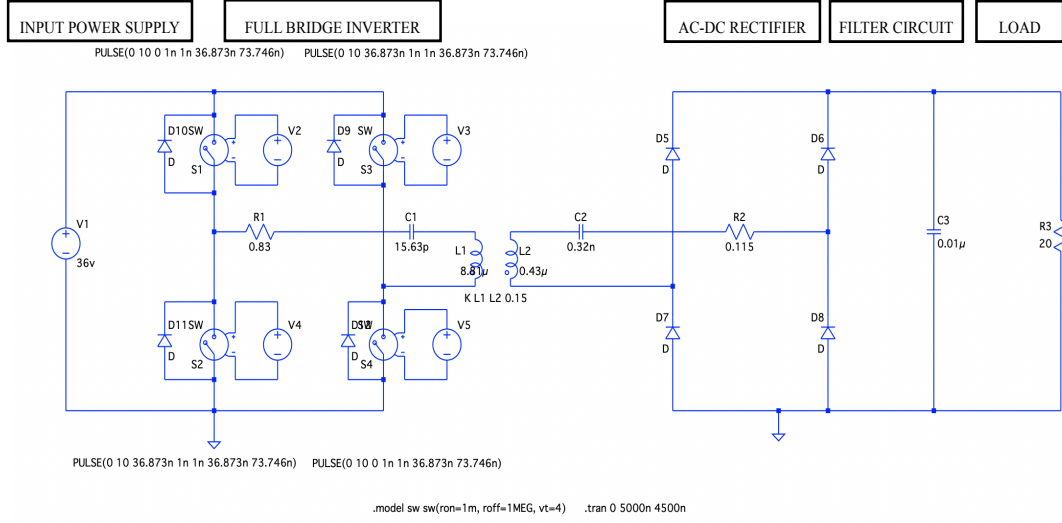 INPUT POWER SUPPLY
FULL BRIDGE INVERTER
AC-DC RECTIFIER
FILTER CIRCUIT
LOAD
PULSE(0 10 0 1n 1n 36.873n 73.746n)
PULSE(0 10 36.873n 1n 1n 36.873n 73.746n)
D10
SW
D
S1
V2
D9
SW
D
S3
V3
D5
D
D6
D
V1
36v
R1
0.83
C1
15.63p
L1
8.81µ
L2
0.43µ
K L1 L2 0.15
C2
0.32n
R2
0.115
C3
0.01µ
R3
20
D11
SW
D
S2
V4
SW
D
S4
V5
D7
D
D8
D
PULSE(0 10 36.873n 1n 1n 36.873n 73.746n)
PULSE(0 10 0 1n 1n 36.873n 73.746n)
.model sw sw(ron=1m, roff=1MEG, vt=4)
.tran 0 5000n 4500n